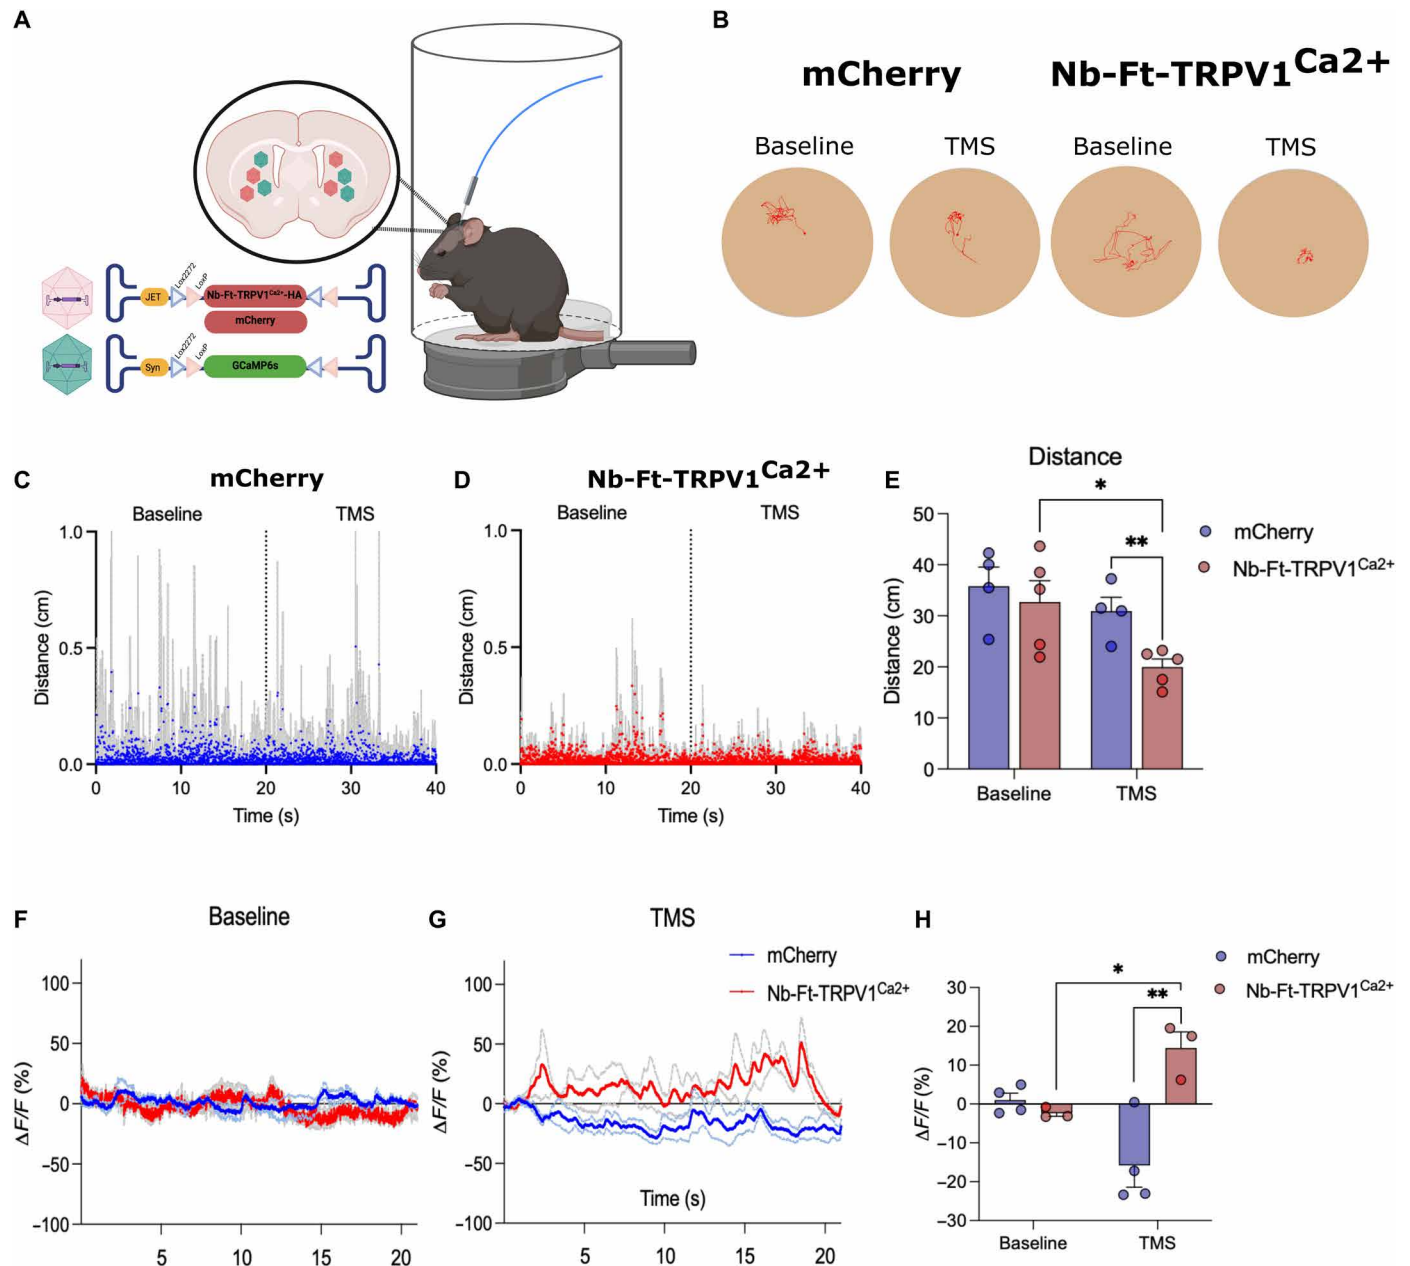 A
Lox2272
LoxP
JET
Nb-Ft-TRPV1Ca2+-HA
mCherry
Lox2272
LoxP
Syn
GCaMP6s
B
mCherry
Nb-Ft-TRPV1Ca2+
Baseline
TMS
Baseline
TMS
C
mCherry
Baseline
TMS
Distance (cm)
1.0
0.5
0.0
0
10
20
30
40
Time (s)
D
Nb-Ft-TRPV1Ca2+
Baseline
TMS
Distance (cm)
1.0
0.5
0.0
0
10
20
30
40
Time (s)
E
Distance
Distance (cm)
50
40
30
20
10
0
*
**
Baseline
TMS
mCherry
Nb-Ft-TRPV1Ca2+
F
Baseline
ΔF/F (%)
100
50
0
−50
−100
5
10
15
20
G
TMS
mCherry
Nb-Ft-TRPV1Ca2+
ΔF/F (%)
100
50
0
−50
−100
Time (s)
5
10
15
20
H
mCherry
Nb-Ft-TRPV1Ca2+
*
**
ΔF/F (%)
30
20
10
0
−10
−20
−30
Baseline
TMS